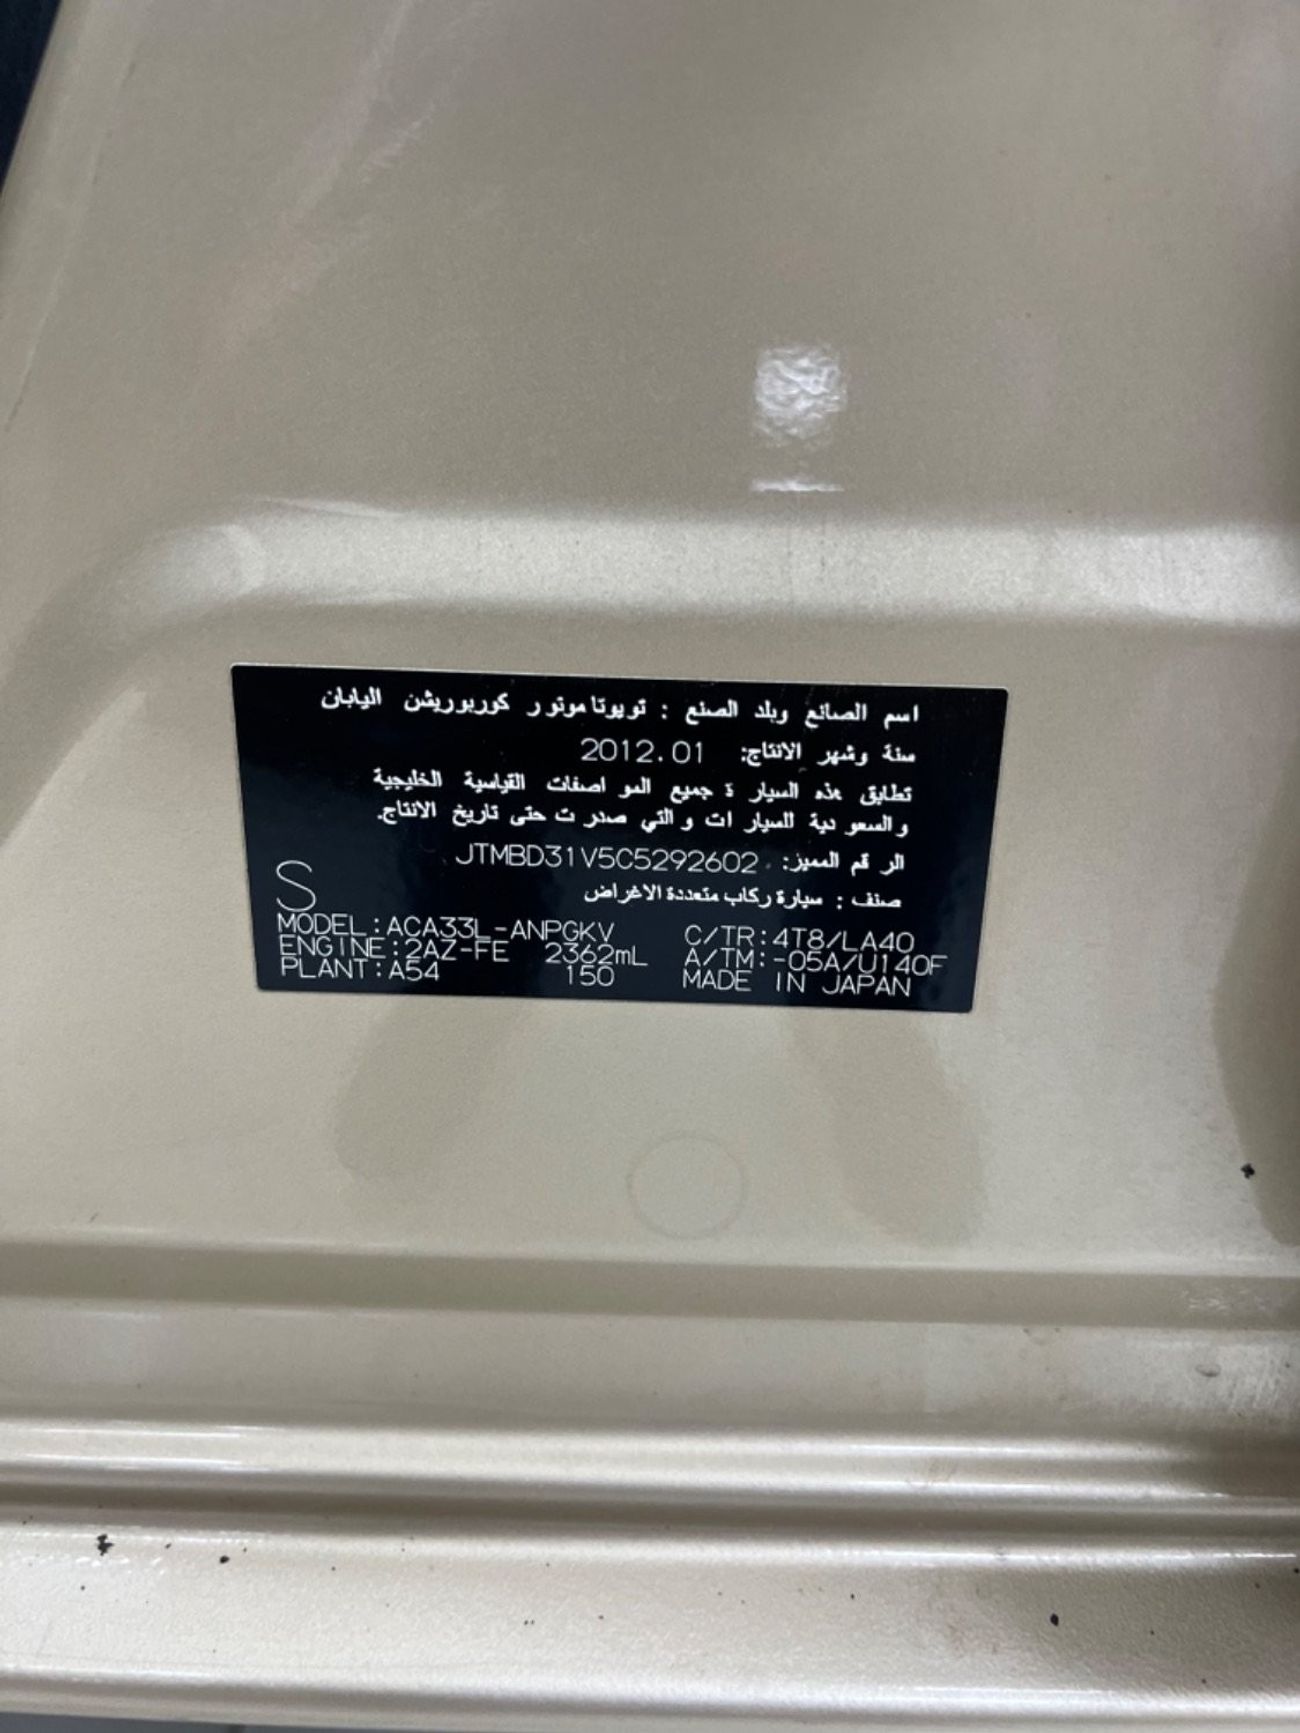 اسم الصانع وبلد الصنع : تويوتا موتور كوربوريشن اليابان
سنة وشهر الانتاج: 2012.01
تطابق هذه السيارة جميع المواصفات القياسية الخليجية
والسعودية للسيارات والتي صدرت حتى تاريخ الانتاج.
الرقم المميز: JTMBD31V5C5292602
صنف : سيارة ركاب متعددة الاغراض
S
MODEL:ACA33L-ANPGKV C/TR:4T8/LA40
ENGINE:2AZ-FE 2362mL A/TM:-05A/U140F
PLANT:A54 150 MADE IN JAPAN